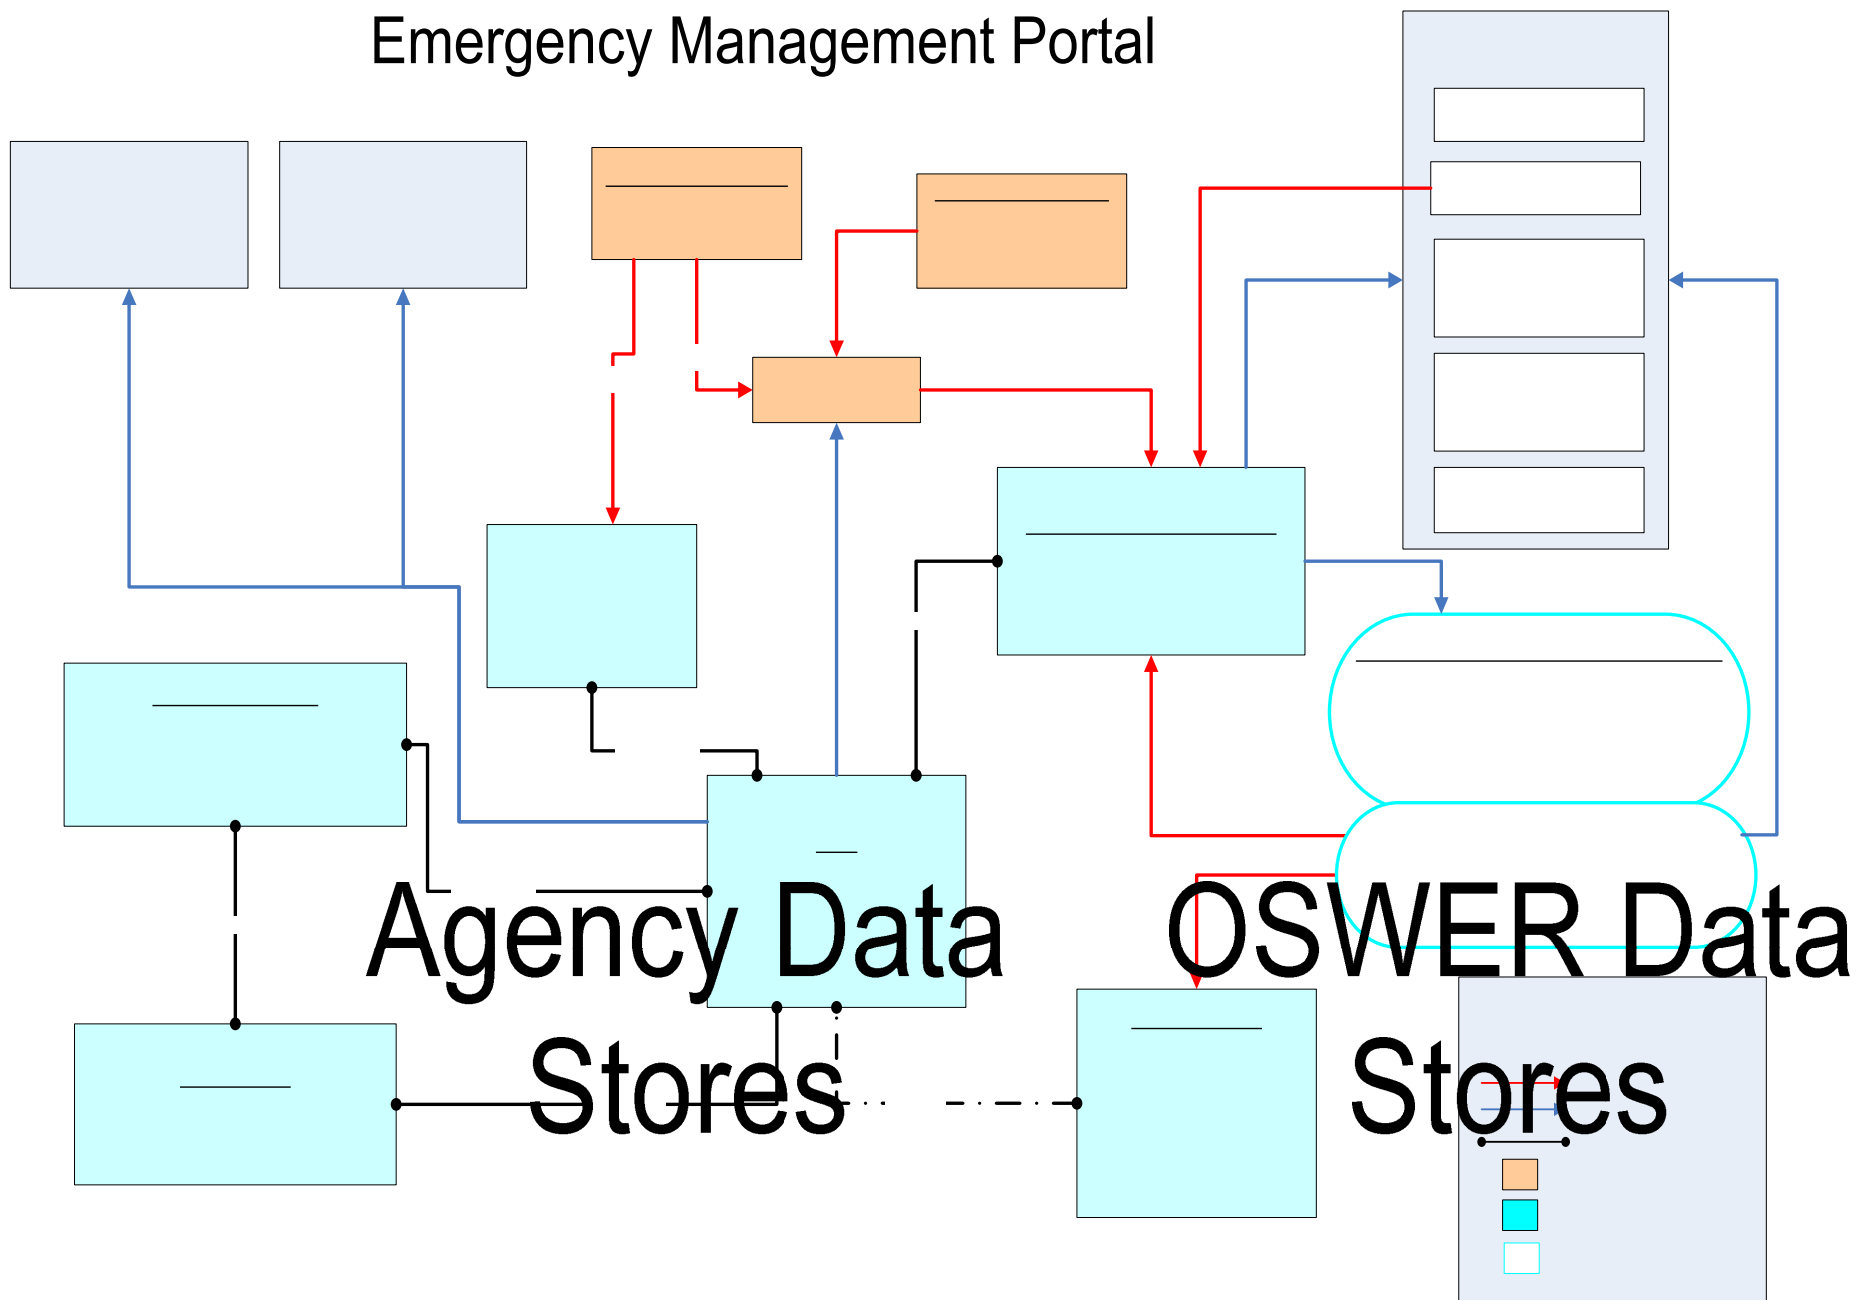 Emergency Management Portal
Agency Data
Stores
OSWER Data
Stores